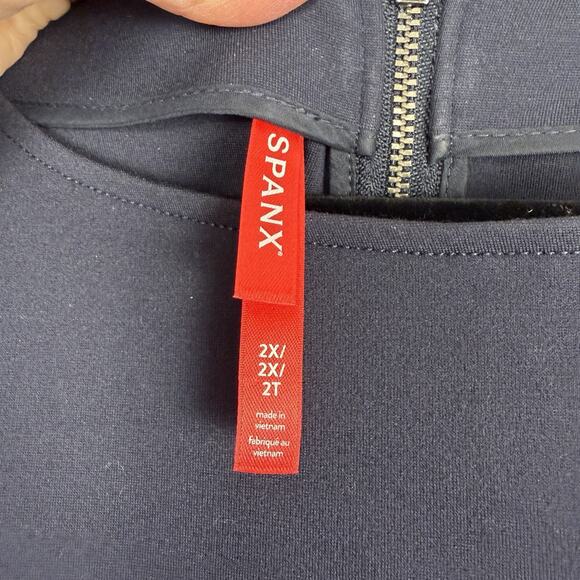 SPANX®
2X/
2X/
2T
made in
vietnam
fabriqué au
vietnam